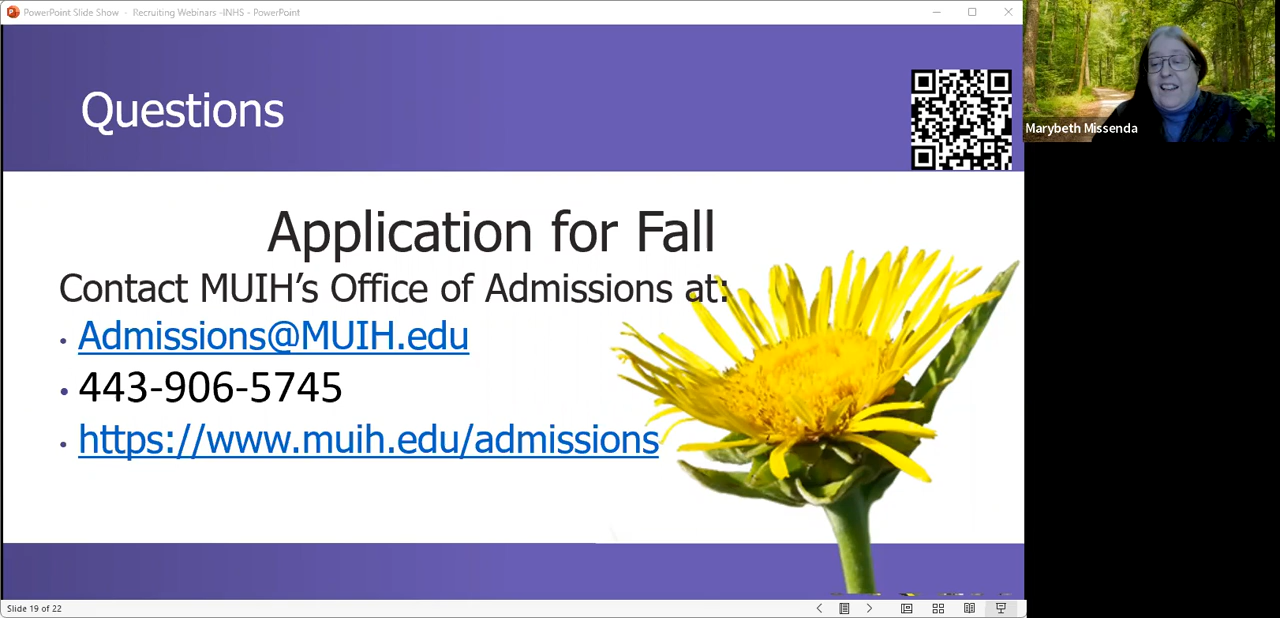 PowerPoint Slide Show - Recruiting Webinars -INHS - PowerPoint
Questions
Marybeth Missenda
Application for Fall
Contact MUIH’s Office of Admissions at:
• Admissions@MUIH.edu
• 443-906-5745
• https://www.muih.edu/admissions
Slide 19 of 22